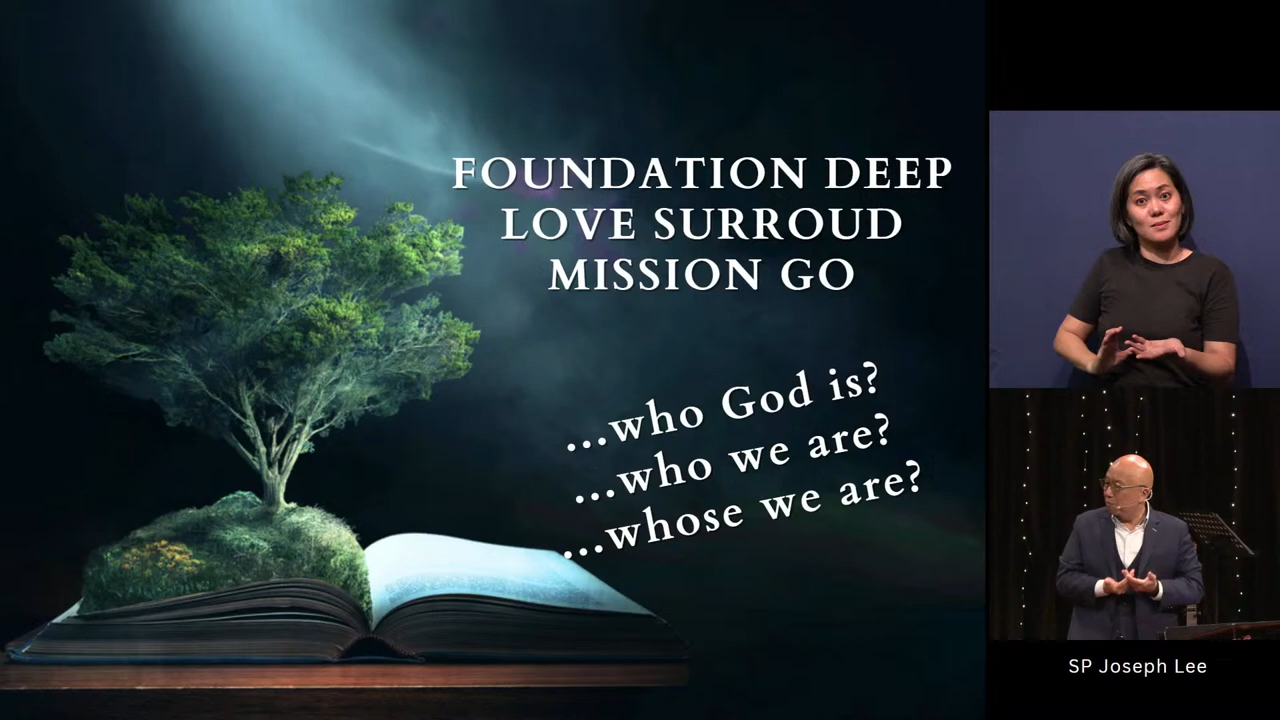 FOUNDATION DEEP
LOVE SURROUD
MISSION GO
...who God is?
...who we are?
...whose we are?
SP Joseph Lee